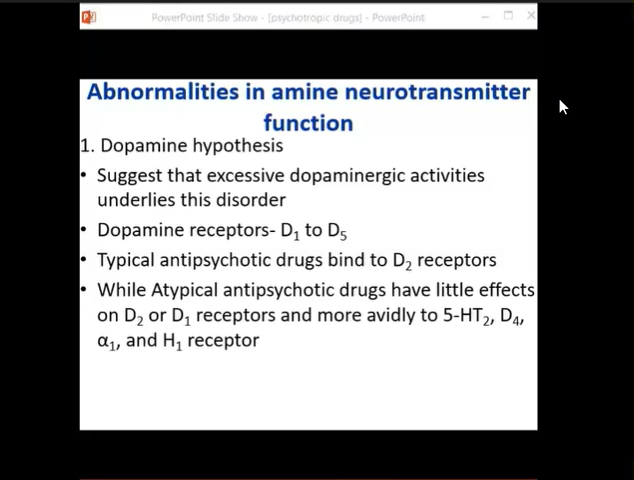 PowerPoint Slide Show - [psychotropic drugs] - PowerPoint
Abnormalities in amine neurotransmitter
function
1. Dopamine hypothesis
• Suggest that excessive dopaminergic activities
underlies this disorder
• Dopamine receptors- D₁ to D₅
• Typical antipsychotic drugs bind to D₂ receptors
• While Atypical antipsychotic drugs have little effects
on D₂ or D₁ receptors and more avidly to 5-HT₂, D₄,
α₁, and H₁ receptor